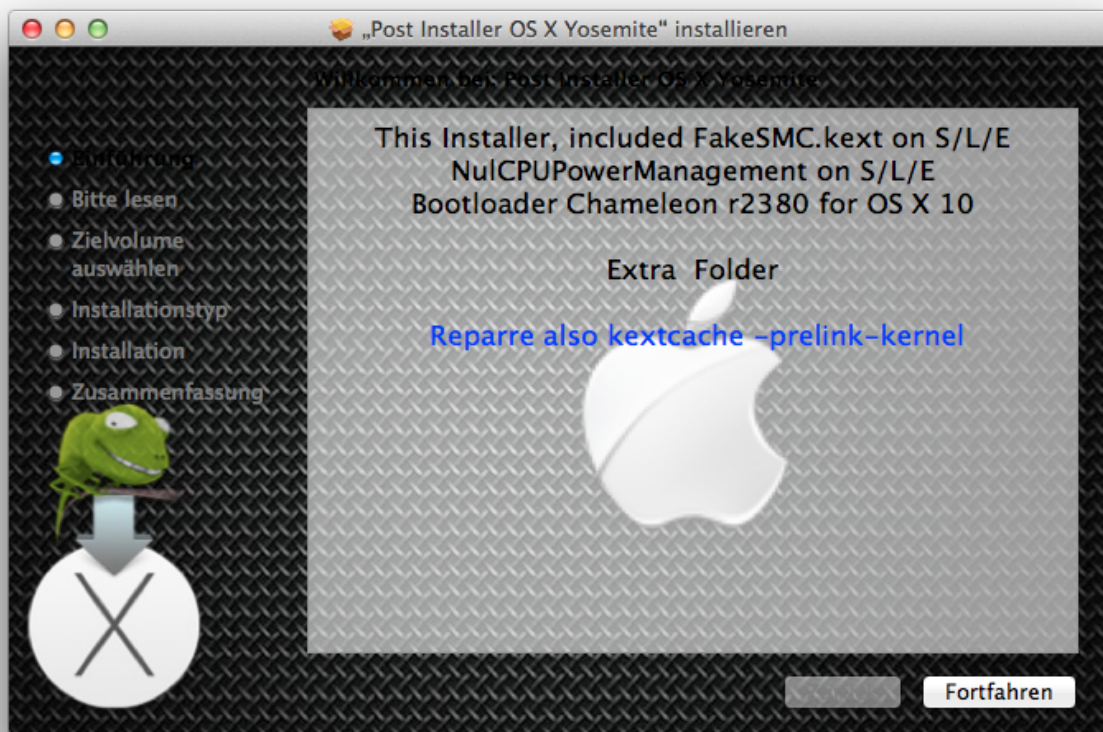 „Post Installer OS X Yosemite“ installieren
Willkommen bei: Post Installer OS X Yosemite
Einführung
Bitte lesen
Zielvolume
auswählen
Installationstyp
Installation
Zusammenfassung
This Installer, included FakeSMC.kext on S/L/E
NulCPUPowerManagement on S/L/E
Bootloader Chameleon r2380 for OS X 10
Extra Folder
Reparre also kextcache -prelink-kernel
X
Fortfahren